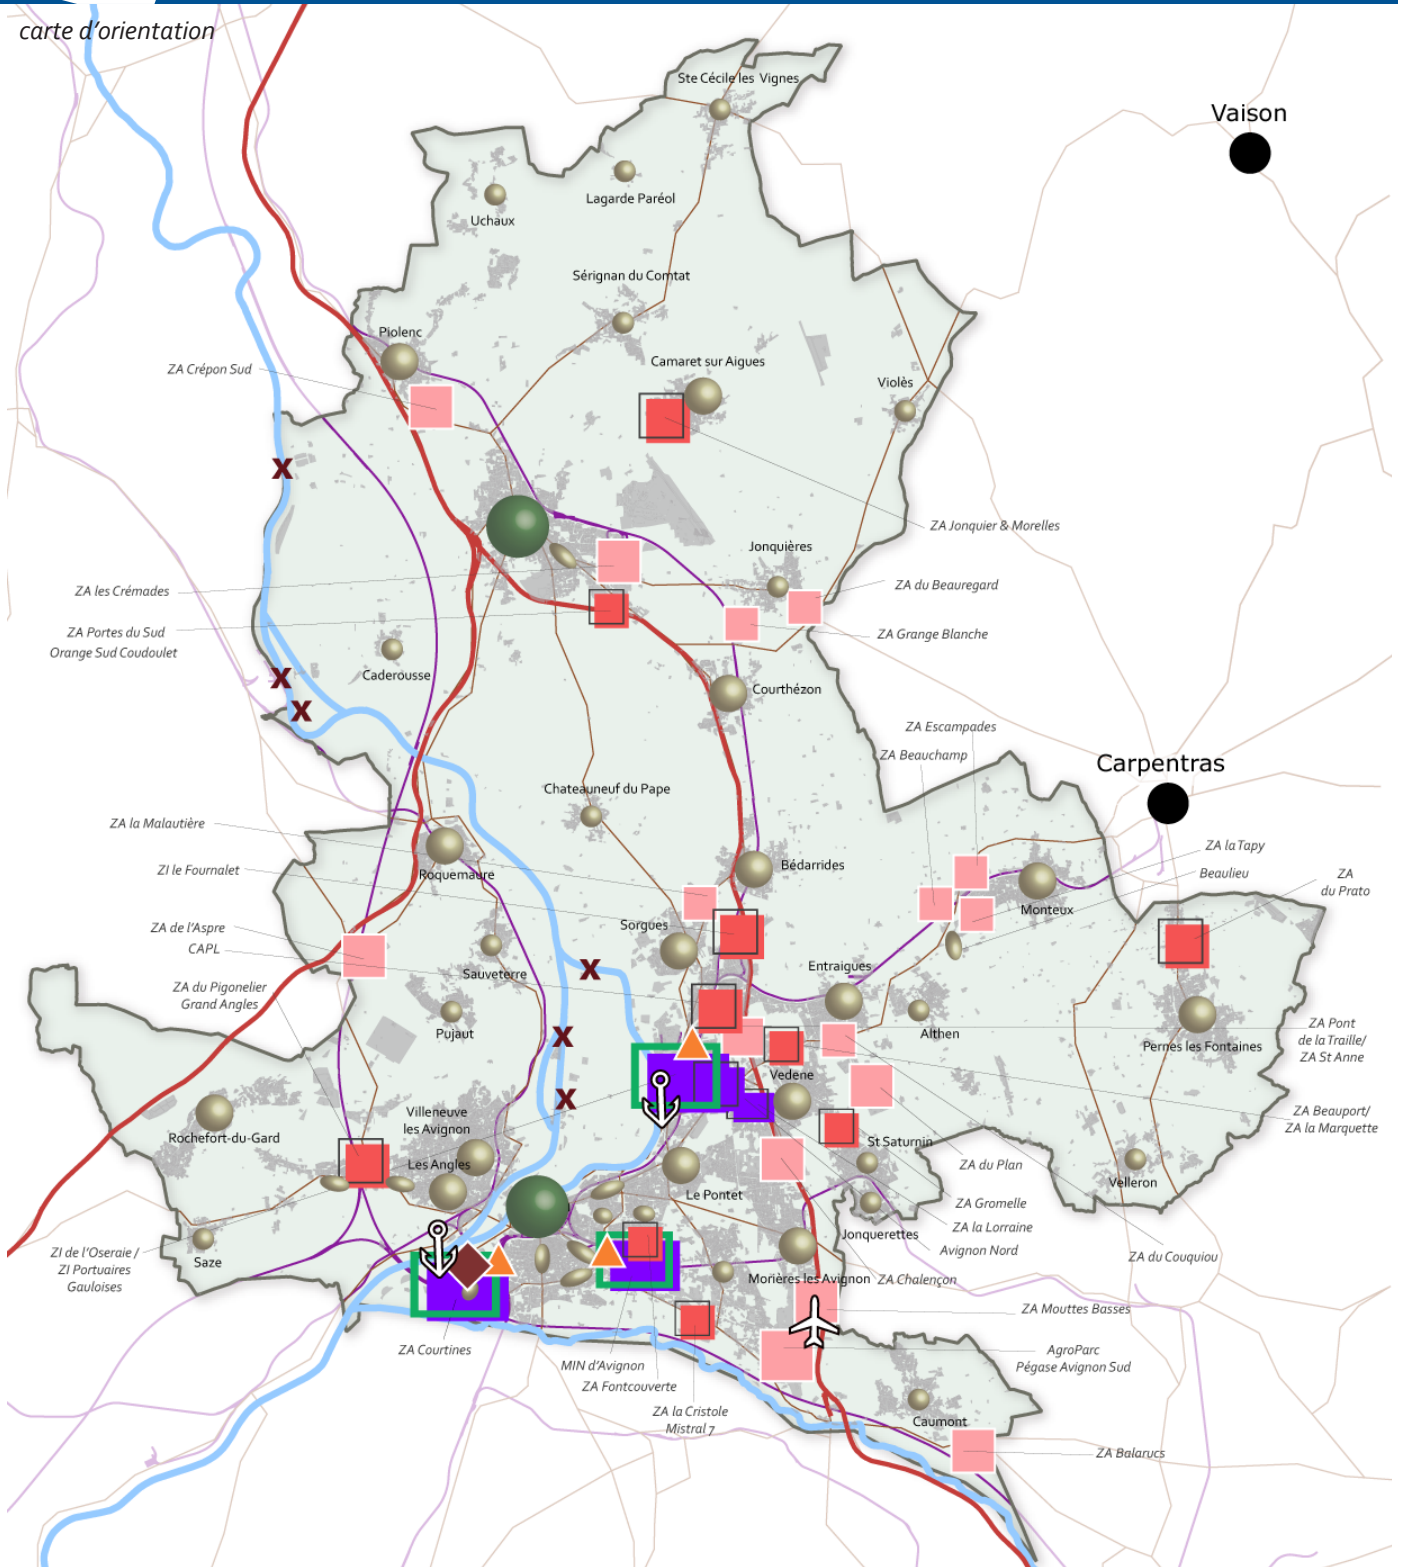 carte d'orientation
Ste Cécile les Vignes
Vaison
Lagarde Paréol
Uchaux
Sérignan du Comtat
Piolenc
Camaret sur Aigues
ZA Crépon Sud
Violès
X
ZA Jonquier & Morelles
Jonquières
ZA les Crémades
ZA du Beauregard
ZA Portes du Sud
Orange Sud Coudoulet
ZA Grange Blanche
Caderousse
X
Courthézon
X
ZA Escampades
ZA Beauchamp
Carpentras
Chateauneuf du Pape
ZA la Malautière
ZA la Tapy
Bédarrides
ZI le Fournalet
Roquemaure
Beaulieu
ZA
du Prato
Monteux
Sorgues
ZA de l'Aspre
CAPL
Sauveterre
X
Entraigues
ZA du Pigonelier
Grand Angles
Pujaut
X
Althen
Pernes les Fontaines
ZA Pont
de la Traille/
ZA St Anne
Vedene
X
Villeneuve
les Avignon
Rochefort-du-Gard
ZA Beauport/
ZA la Marquette
St Saturnin
Les Angles
ZA du Plan
Velleron
Le Pontet
ZA Gromelle
ZA la Lorraine
Jonquerettes
Avignon Nord
ZI de l'Oseraie /
ZI Portuaires
Gauloises
Saze
ZA du Couquiou
Morières les Avignon
ZA Chalençon
ZA Mouttes Basses
ZA Courtines
MIN d'Avignon
ZA Fontcouverte
AgroParc
Pégase Avignon Sud
ZA la Cristole
Mistral 7
Caumont
ZA Balarucs